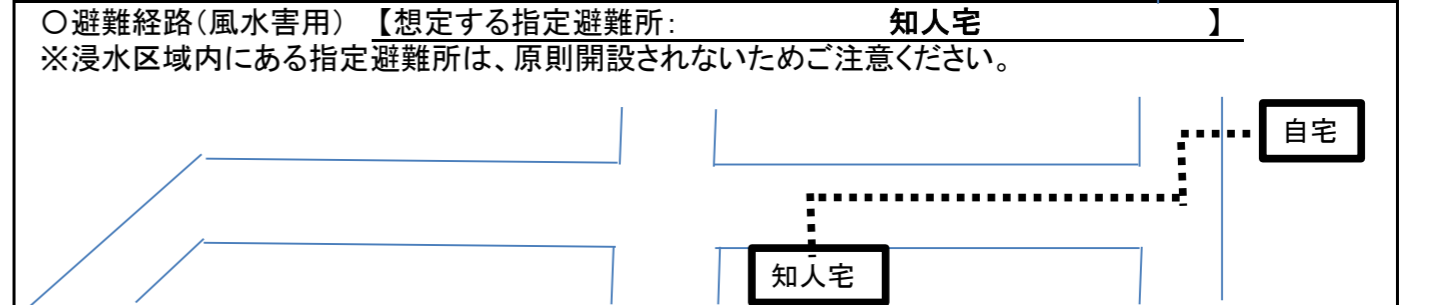 〇避難経路(風水害用) 【想定する指定避難所: 知人宅 】
※浸水区域内にある指定避難所は、原則開設されないためご注意ください。
自宅
知人宅